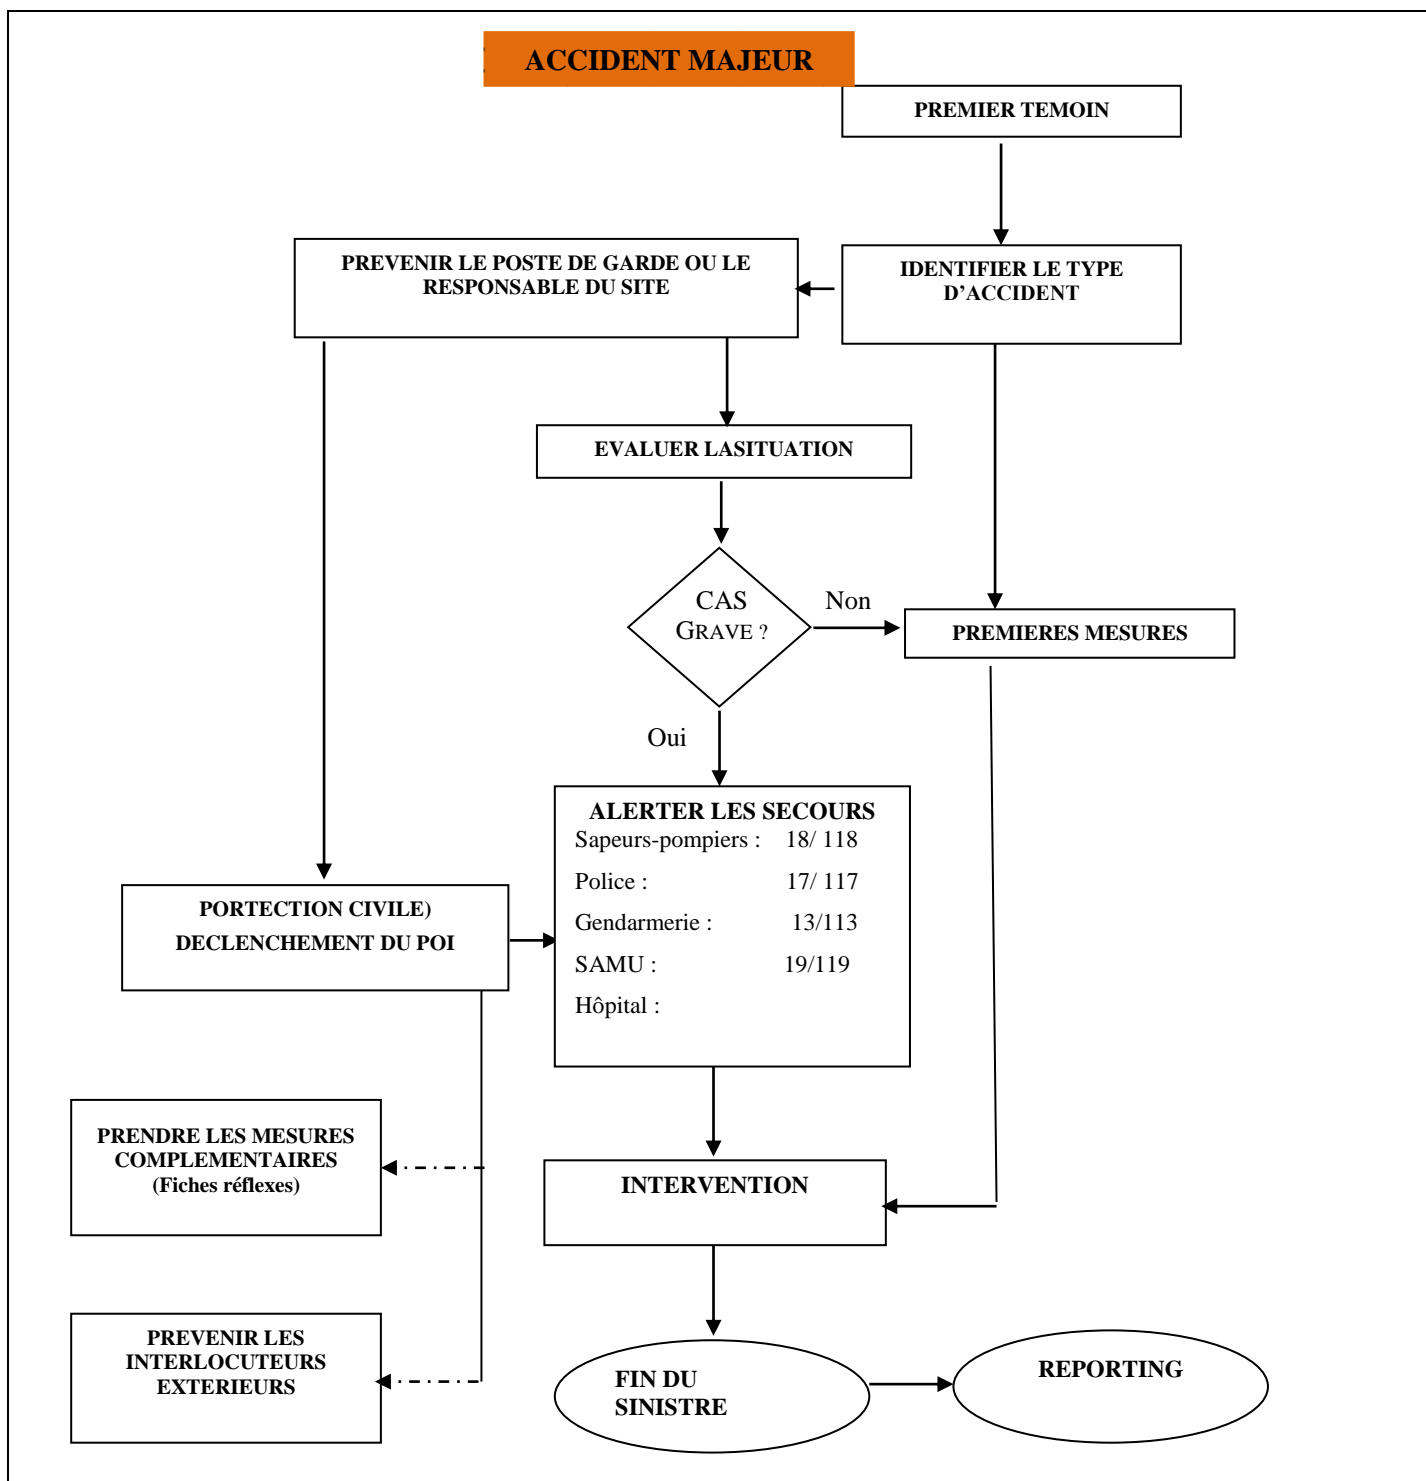 ACCIDENT MAJEUR
PREMIER TEMOIN
PREVENIR LE POSTE DE GARDE OU LE
RESPONSABLE DU SITE
IDENTIFIER LE TYPE
D’ACCIDENT
EVALUER LASITUATION
CAS
GRAVE ?
Non
PREMIERES MESURES
Oui
ALERTER LES SECOURS
Sapeurs-pompiers : 18/ 118
Police : 17/ 117
Gendarmerie : 13/113
SAMU : 19/119
Hôpital :
PORTECTION CIVILE)
DECLENCHEMENT DU POI
PRENDRE LES MESURES
COMPLEMENTAIRES
(Fiches réflexes)
INTERVENTION
PREVENIR LES
INTERLOCUTEURS
EXTERIEURS
FIN DU
SINISTRE
REPORTING